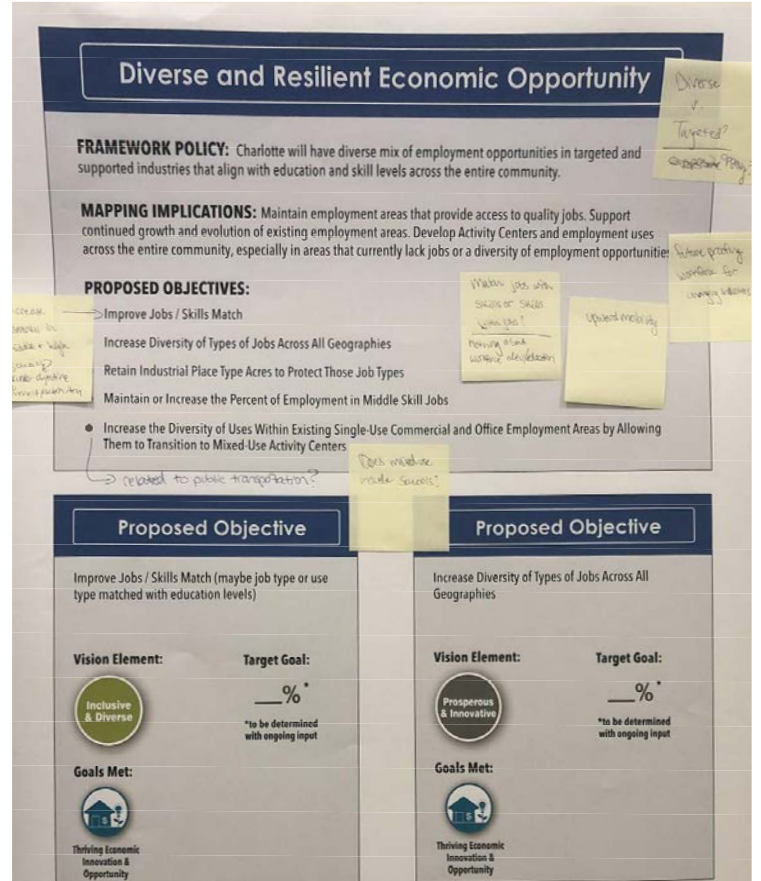 Diverse and Resilient Economic Opportunity
Diverse
&
Targeted?
FRAMEWORK POLICY: Charlotte will have diverse mix of employment opportunities in targeted and
supported industries that align with education and skill levels across the entire community.
MAPPING IMPLICATIONS: Maintain employment areas that provide access to quality jobs. Support
continued growth and evolution of existing employment areas. Develop Activity Centers and employment uses
across the entire community, especially in areas that currently lack jobs or a diversity of employment opportunities
future proofing
workforce for
changing industries
PROPOSED OBJECTIVES:
Match jobs with
skills or skills
with jobs?
nothing about
workforce dev/education
Upward mobility
Improve Jobs / Skills Match
Increase Diversity of Types of Jobs Across All Geographies
Retain Industrial Place Type Acres to Protect Those Job Types
Maintain or Increase the Percent of Employment in Middle Skill Jobs
• Increase the Diversity of Uses Within Existing Single-Use Commercial and Office Employment Areas by Allowing
Them to Transition to Mixed-Use Activity Centers
related to public transportation?
Does mixed use
include schools?
Proposed Objective
Improve Jobs / Skills Match (maybe job type or use
type matched with education levels)
Vision Element:
Target Goal:
Inclusive
& Diverse
__%*
*to be determined
with ongoing input
Goals Met:
Thriving Economic
Innovation &
Opportunity
Proposed Objective
Increase Diversity of Types of Jobs Across All
Geographies
Vision Element:
Target Goal:
Prosperous
& Innovative
__%*
*to be determined
with ongoing input
Goals Met:
Thriving Economic
Innovation &
Opportunity